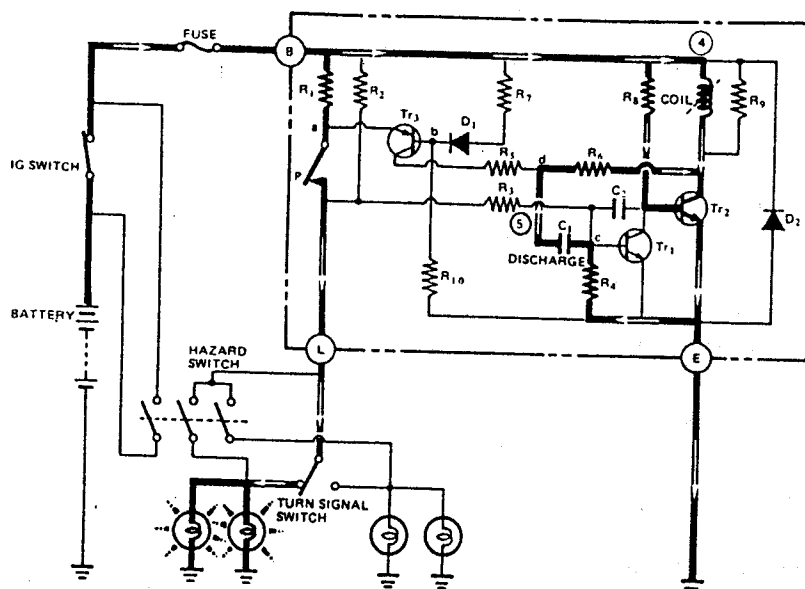 FUSE
B
4
R1
R2
Tr3
R7
R8
COIL
R9
a
b
D1
IG SWITCH
P
R5
d
R6
R3
C2
Tr2
5
C1
c
Tr1
D2
DISCHARGE
R10
R4
BATTERY
L
E
HAZARD
SWITCH
TURN SIGNAL
SWITCH